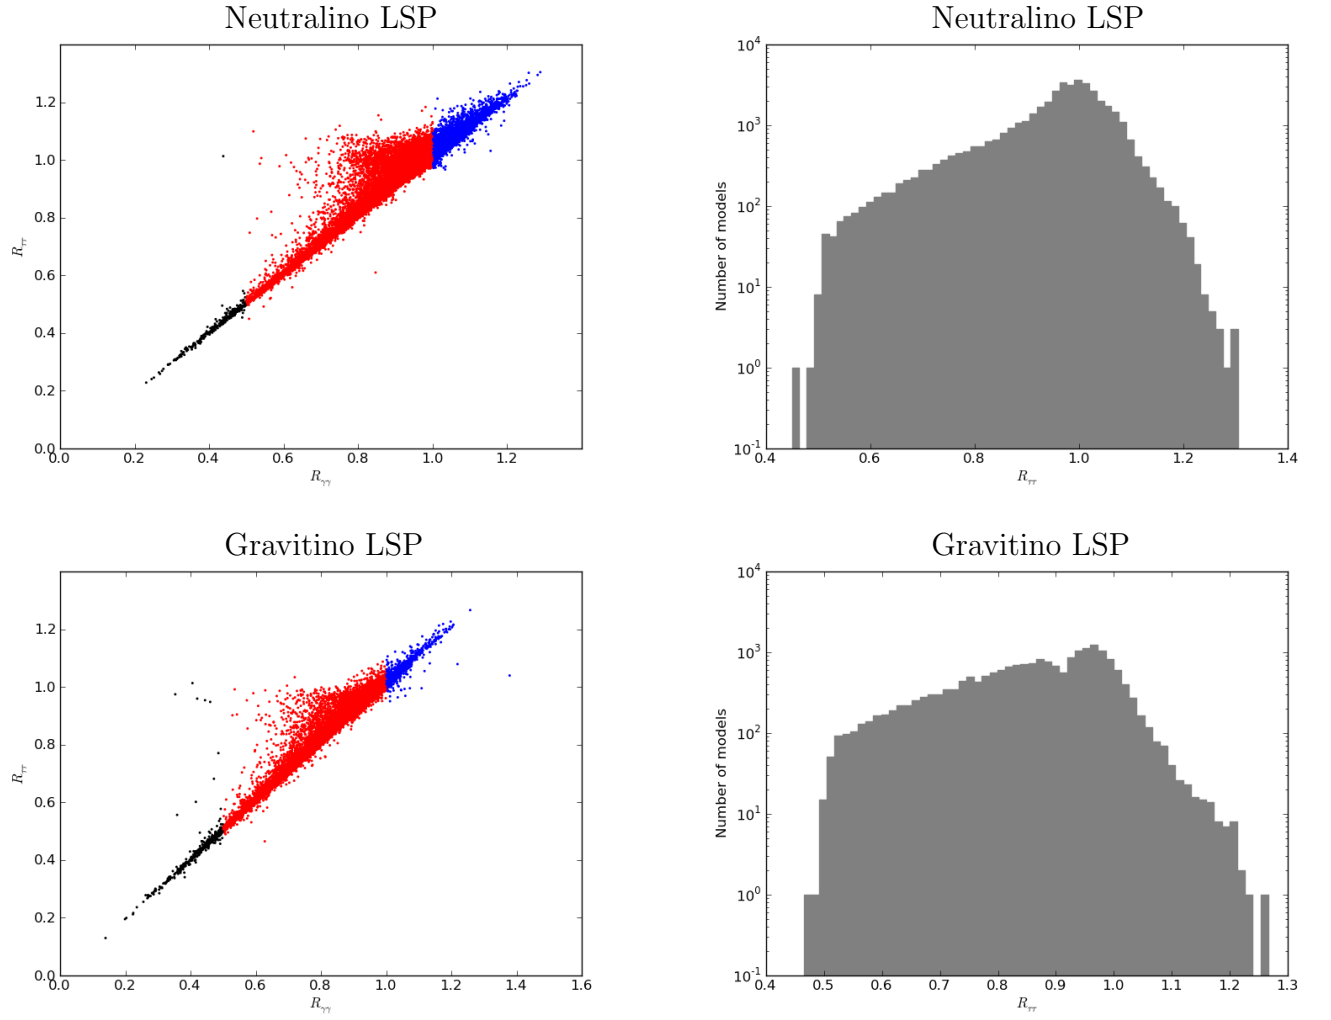 Neutralino LSP
Neutralino LSP
1.2
1.0
0.8
0.6
0.4
0.2
0.0
R_ττ
0.0 0.2 0.4 0.6 0.8 1.0 1.2
R_γγ
10^4
10^3
10^2
10^1
10^0
10^-1
Number of models
0.4 0.6 0.8 1.0 1.2 1.4
R_ττ
Gravitino LSP
Gravitino LSP
1.2
1.0
0.8
0.6
0.4
0.2
0.0
R_ττ
0.0 0.2 0.4 0.6 0.8 1.0 1.2 1.4 1.6
R_γγ
10^4
10^3
10^2
10^1
10^0
10^-1
Number of models
0.4 0.5 0.6 0.7 0.8 0.9 1.0 1.1 1.2 1.3
R_ττ